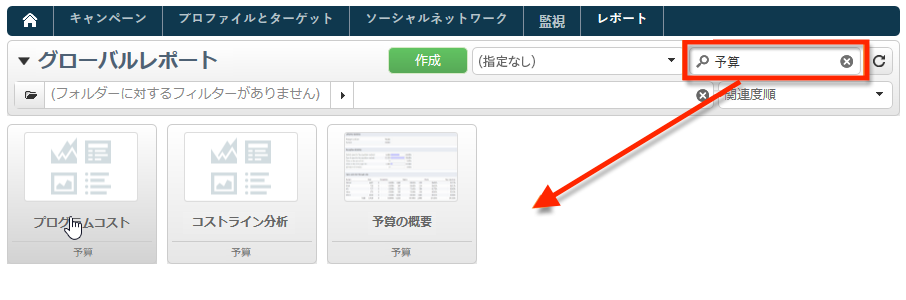 キャンペーン プロファイルとターゲット ソーシャルネットワーク 監視 レポート
グローバルレポート 作成 (指定なし) 予算
(フォルダーに対するフィルターがありません) 関連度順
プログラムコスト コストライン分析 予算の概要
予算 予算 予算